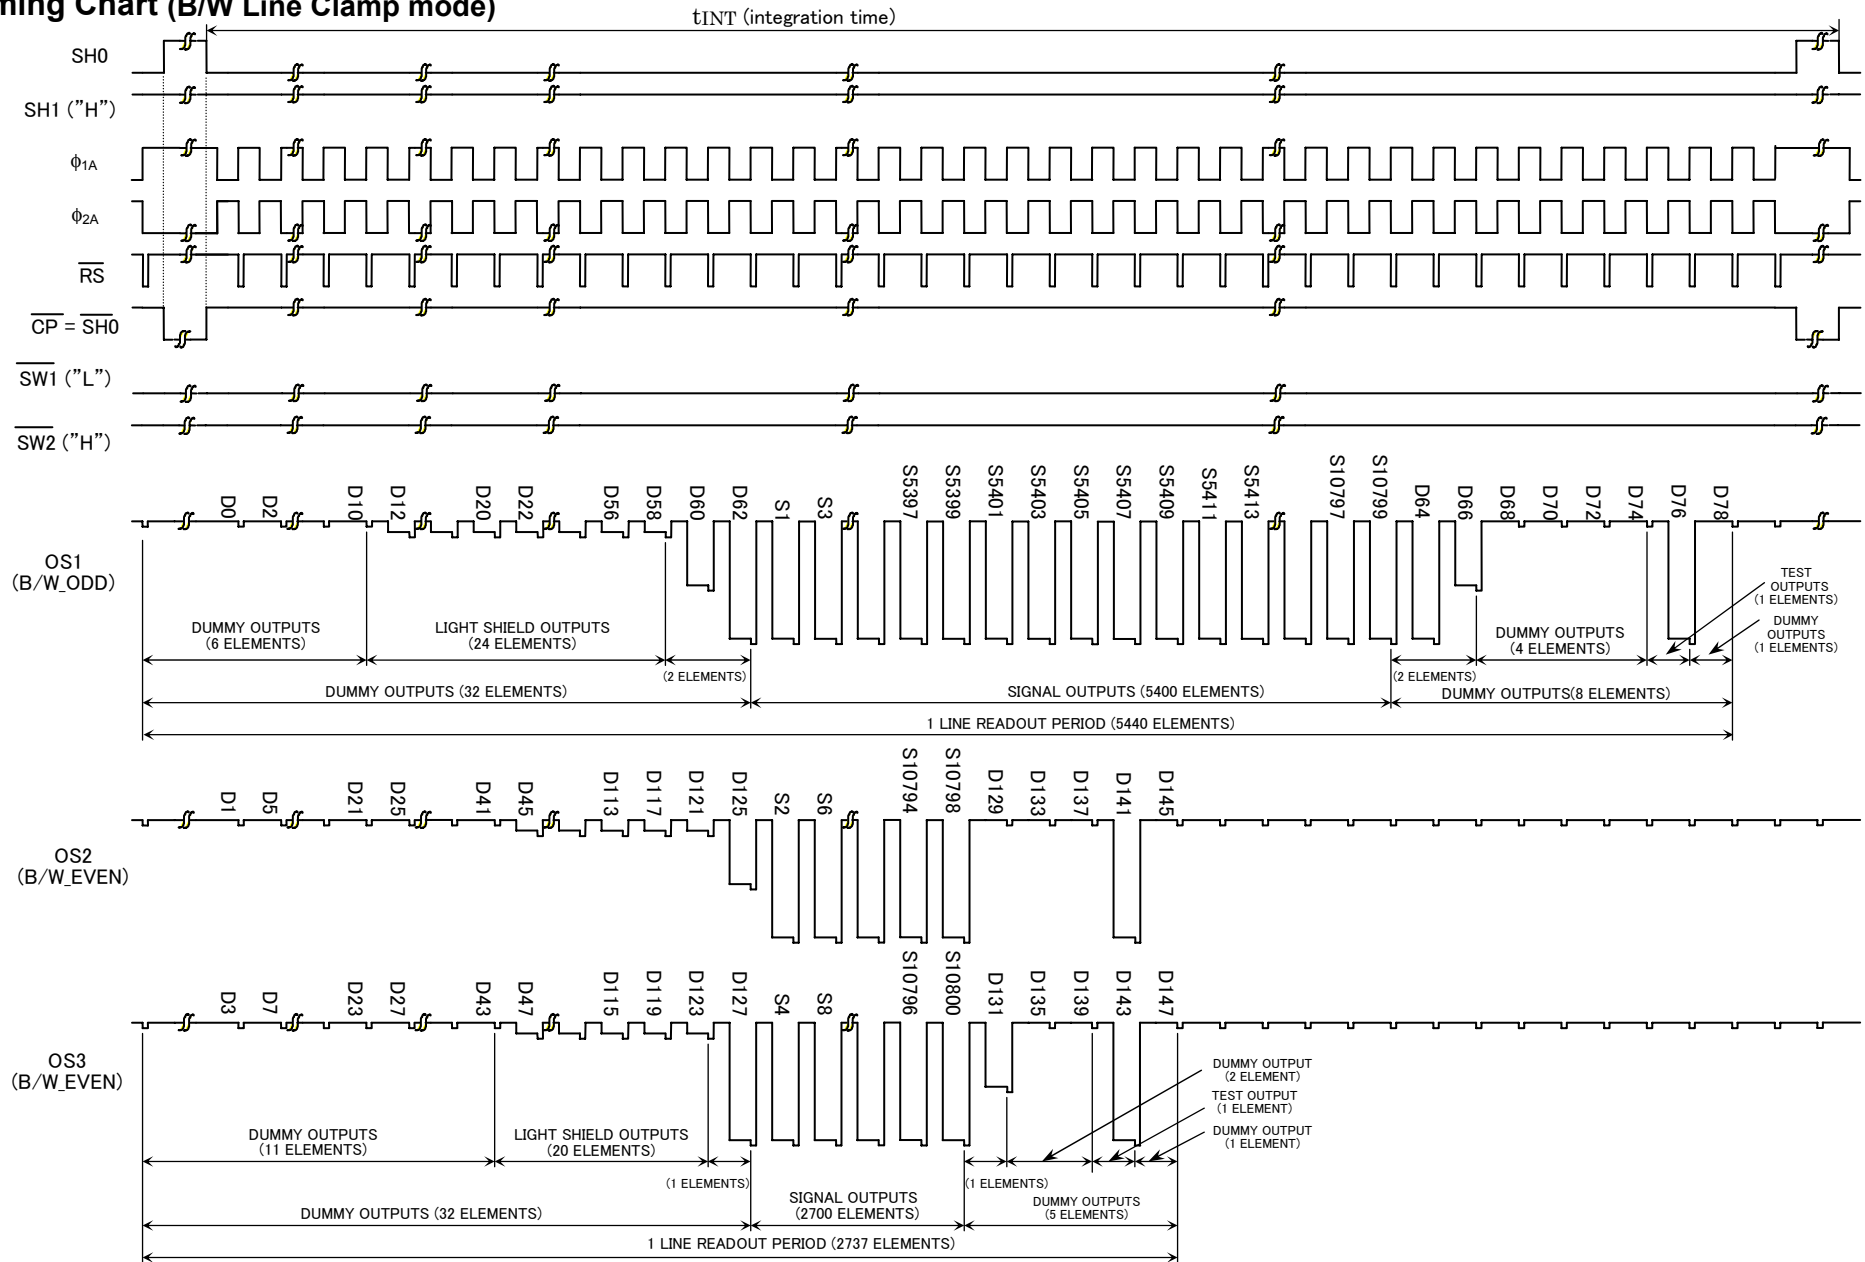 ming Chart (B/W Line Clamp mode)
tINT (integration time)
SH0
SH1 ("H")
ϕ1A
ϕ2A
RS
CP = SH0
SW1 ("L")
SW2 ("H")
D0 D2 D10 D12 D20 D22 D56 D58 D60 D62 S1 S3 S5397 S5399 S5401 S5403 S5405 S5407 S5409 S5411 S5413 S10797 S10799 D64 D66 D68 D70 D72 D74 D76 D78
OS1
(B/W_ODD)
DUMMY OUTPUTS
(6 ELEMENTS)
LIGHT SHIELD OUTPUTS
(24 ELEMENTS)
(2 ELEMENTS)
(2 ELEMENTS)
DUMMY OUTPUTS
(4 ELEMENTS)
TEST
OUTPUTS
(1 ELEMENTS)
DUMMY
OUTPUTS
(1 ELEMENTS)
DUMMY OUTPUTS (32 ELEMENTS)
SIGNAL OUTPUTS (5400 ELEMENTS)
DUMMY OUTPUTS(8 ELEMENTS)
1 LINE READOUT PERIOD (5440 ELEMENTS)
D1 D5 D21 D25 D41 D45 D113 D117 D121 D125 S2 S6 S10794 S10798 D129 D133 D137 D141 D145
OS2
(B/W_EVEN)
D3 D7 D23 D27 D43 D47 D115 D119 D123 D127 S4 S8 S10796 S10800 D131 D135 D139 D143 D147
OS3
(B/W_EVEN)
DUMMY OUTPUT
(2 ELEMENT)
TEST OUTPUT
(1 ELEMENT)
DUMMY OUTPUT
(1 ELEMENT)
DUMMY OUTPUTS
(11 ELEMENTS)
LIGHT SHIELD OUTPUTS
(20 ELEMENTS)
(1 ELEMENTS)
(1 ELEMENTS)
DUMMY OUTPUTS (32 ELEMENTS)
SIGNAL OUTPUTS
(2700 ELEMENTS)
DUMMY OUTPUTS
(5 ELEMENTS)
1 LINE READOUT PERIOD (2737 ELEMENTS)